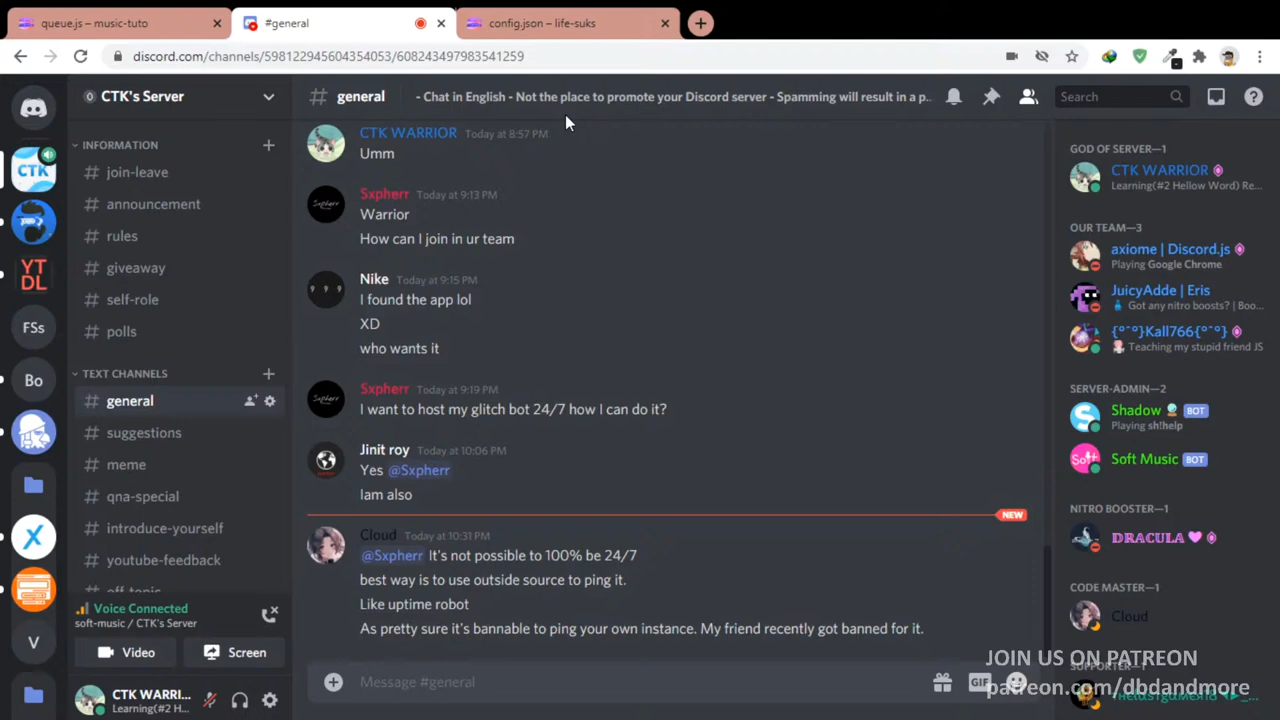 queue.js – music-tuto
#general
config.json – life-suks
discord.com/channels/598122945604354053/608243497983541259
CTK's Server
general
- Chat in English - Not the place to promote your Discord server - Spamming will result in a p...
Search
INFORMATION
join-leave
announcement
rules
giveaway
self-role
polls
TEXT CHANNELS
general
suggestions
meme
qna-special
introduce-yourself
youtube-feedback
off-topic
Voice Connected
soft-music / CTK's Server
Video
Screen
CTK WARRI...
Learning(#2 H...
CTK
YT
DL
FSs
Bo
V
CTK WARRIOR Today at 8:57 PM
Umm
Sxpherr Today at 9:13 PM
Warrior
How can I join in ur team
Nike Today at 9:15 PM
I found the app lol
XD
who wants it
Sxpherr Today at 9:19 PM
I want to host my glitch bot 24/7 how I can do it?
Jinit roy Today at 10:06 PM
Yes @Sxpherr
Iam also
NEW
Cloud Today at 10:31 PM
@Sxpherr It's not possible to 100% be 24/7
best way is to use outside source to ping it.
Like uptime robot
As pretty sure it's bannable to ping your own instance. My friend recently got banned for it.
Message #general
GIF
GOD OF SERVER—1
CTK WARRIOR
Learning(#2 Hellow Word) Re...
OUR TEAM—3
axiome | Discord.js
Playing Google Chrome
JuicyAdde | Eris
Got any nitro boosts? | Boo...
{°^°}Kall766{°^°}
Teaching my stupid friend JS
SERVER-ADMIN—2
Shadow BOT
Playing sh!help
Soft Music BOT
NITRO BOOSTER—1
DRACULA
CODE MASTER—1
Cloud
JOIN US ON PATREON
patreon.com/dbdandmore